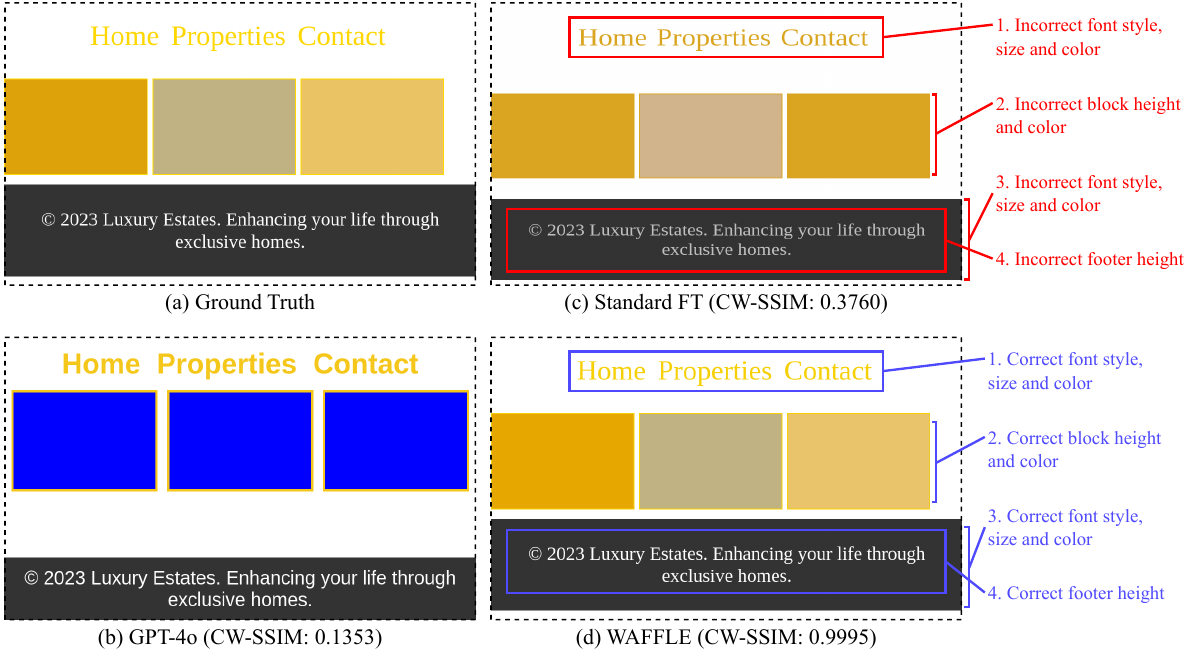 Home Properties Contact
© 2023 Luxury Estates. Enhancing your life through
exclusive homes.
(a) Ground Truth
Home Properties Contact
© 2023 Luxury Estates. Enhancing your life through
exclusive homes.
(c) Standard FT (CW-SSIM: 0.3760)
1. Incorrect font style,
size and color
2. Incorrect block height
and color
3. Incorrect font style,
size and color
4. Incorrect footer height
Home Properties Contact
© 2023 Luxury Estates. Enhancing your life through
exclusive homes.
(b) GPT-4o (CW-SSIM: 0.1353)
Home Properties Contact
© 2023 Luxury Estates. Enhancing your life through
exclusive homes.
(d) WAFFLE (CW-SSIM: 0.9995)
1. Correct font style,
size and color
2. Correct block height
and color
3. Correct font style,
size and color
4. Correct footer height